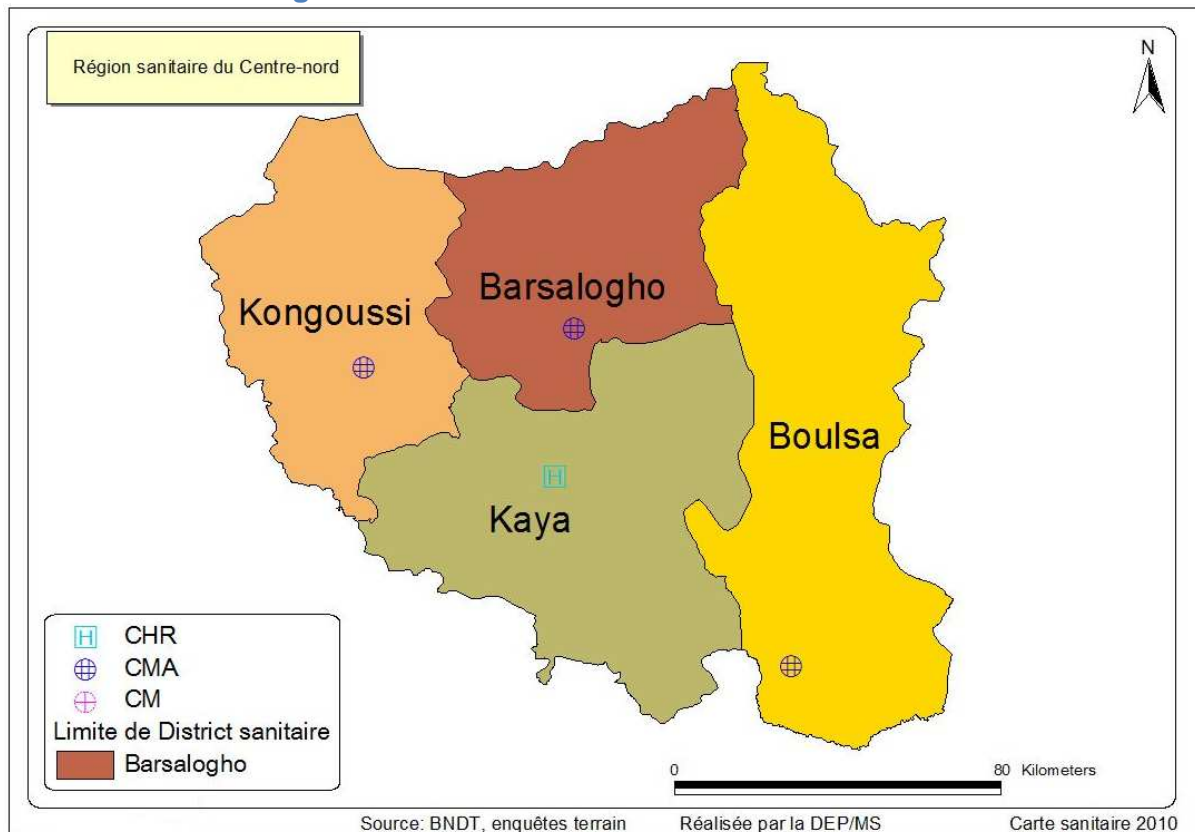 Région sanitaire du Centre-nord
N
Barsalogho
Kongoussi
Boulsa
H
Kaya
H CHR
CMA
CM
Limite de District sanitaire
Barsalogho
0 80 Kilometers
Source: BNDT, enquêtes terrain Réalisée par la DEP/MS Carte sanitaire 2010